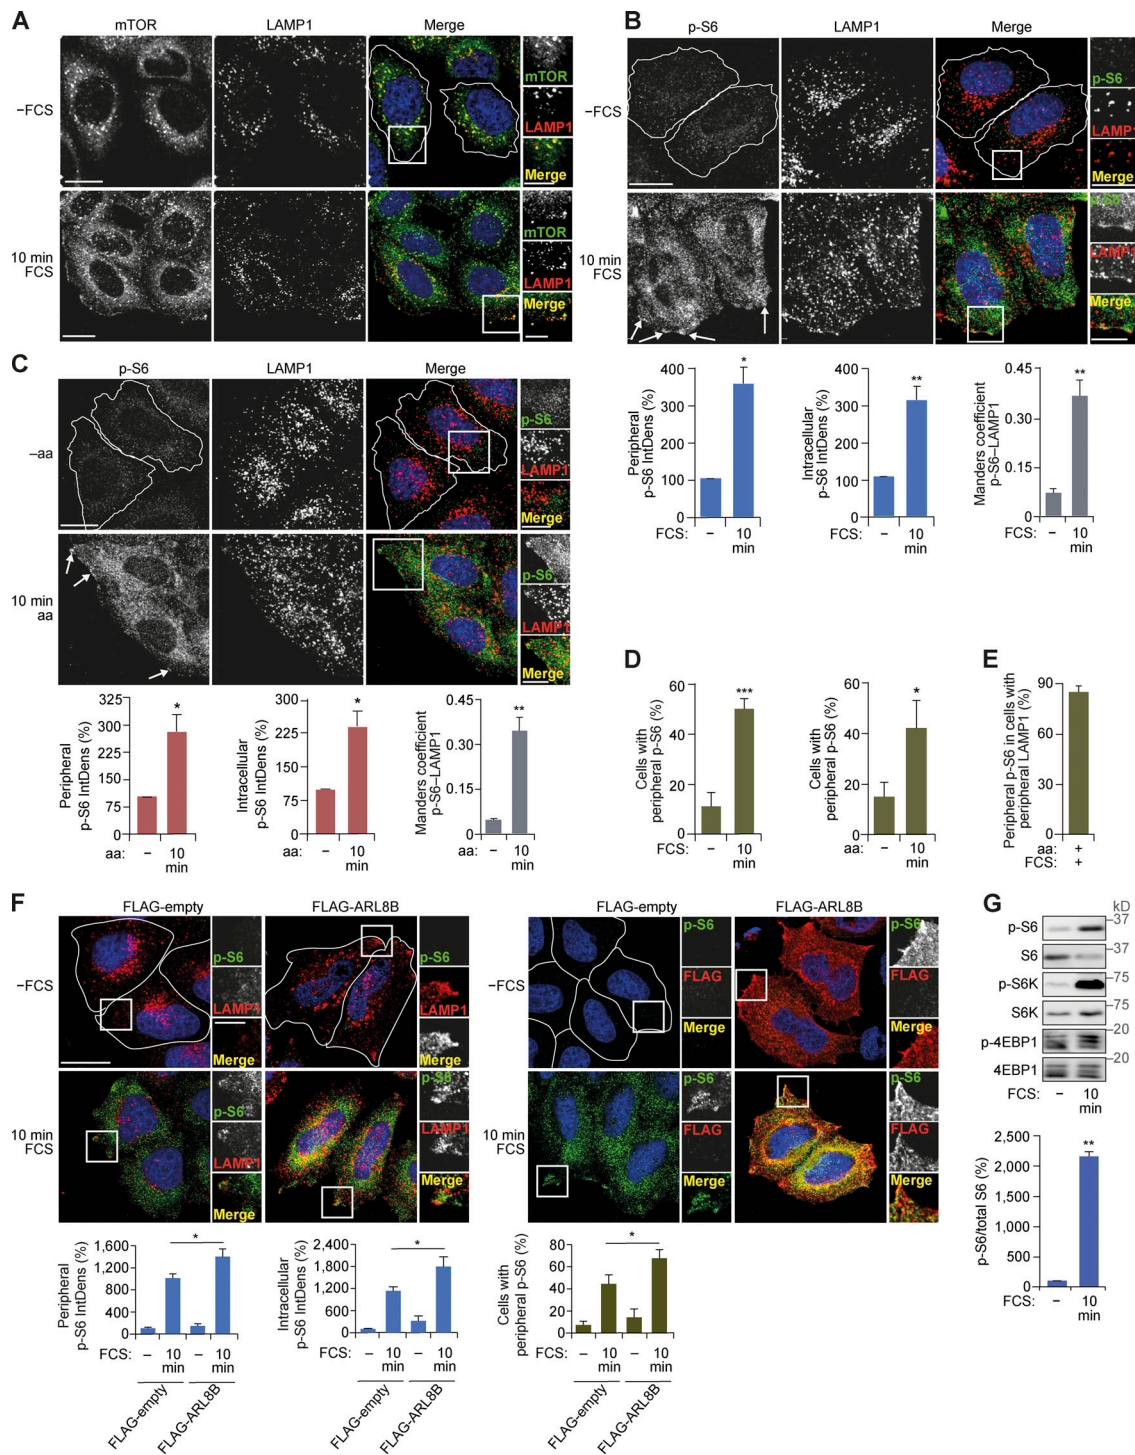 A
mTOR
LAMP1
Merge
–FCS
mTOR
LAMP1
Merge
10 min
FCS
mTOR
LAMP1
Merge
B
p-S6
LAMP1
Merge
–FCS
p-S6
LAMP1
Merge
10 min
FCS
p-S6
LAMP1
Merge
Peripheral
p-S6 IntDens (%)
400
300
200
100
0
FCS:
–
10
min
*
Intracellular
p-S6 IntDens (%)
400
300
200
100
0
FCS:
–
10
min
**
Manders coefficient
p-S6–LAMP1
0.45
0.30
0.15
0
FCS:
–
10
min
**
C
p-S6
LAMP1
Merge
–aa
p-S6
LAMP1
Merge
10 min
aa
p-S6
LAMP1
Merge
Peripheral
p-S6 IntDens (%)
325
300
225
150
75
0
aa:
–
10
min
*
Intracellular
p-S6 IntDens (%)
300
225
150
75
0
aa:
–
10
min
*
Manders coefficient
p-S6–LAMP1
0.45
0.30
0.15
0
aa:
–
10
min
**
D
Cells with
peripheral p-S6 (%)
60
40
20
0
FCS:
–
10
min
***
Cells with
peripheral p-S6 (%)
60
40
20
0
aa:
–
10
min
*
E
Peripheral p-S6 in cells with
peripheral LAMP1 (%)
90
60
30
0
aa: +
FCS: +
F
FLAG-empty
FLAG-ARL8B
–FCS
p-S6
LAMP1
Merge
p-S6
LAMP1
Merge
10 min
FCS
p-S6
LAMP1
Merge
p-S6
LAMP1
Merge
FLAG-empty
FLAG-ARL8B
–FCS
p-S6
FLAG
Merge
p-S6
FLAG
Merge
10 min
FCS
p-S6
FLAG
Merge
p-S6
FLAG
Merge
Peripheral
p-S6 IntDens (%)
1,600
1,200
800
400
0
FCS:
–
10
min
–
10
min
*
FLAG-empty
FLAG-ARL8B
Intracellular
p-S6 IntDens (%)
2,400
1,800
1,200
600
0
FCS:
–
10
min
–
10
min
*
FLAG-empty
FLAG-ARL8B
Cells with
peripheral p-S6 (%)
80
60
40
20
0
FCS:
–
10
min
–
10
min
*
FLAG-empty
FLAG-ARL8B
G
kD
p-S6
37
S6
37
p-S6K
75
S6K
75
p-4EBP1
20
4EBP1
20
FCS:
–
10
min
p-S6/total S6 (%)
2,500
2,000
1,500
1,000
500
0
FCS:
–
10
min
**